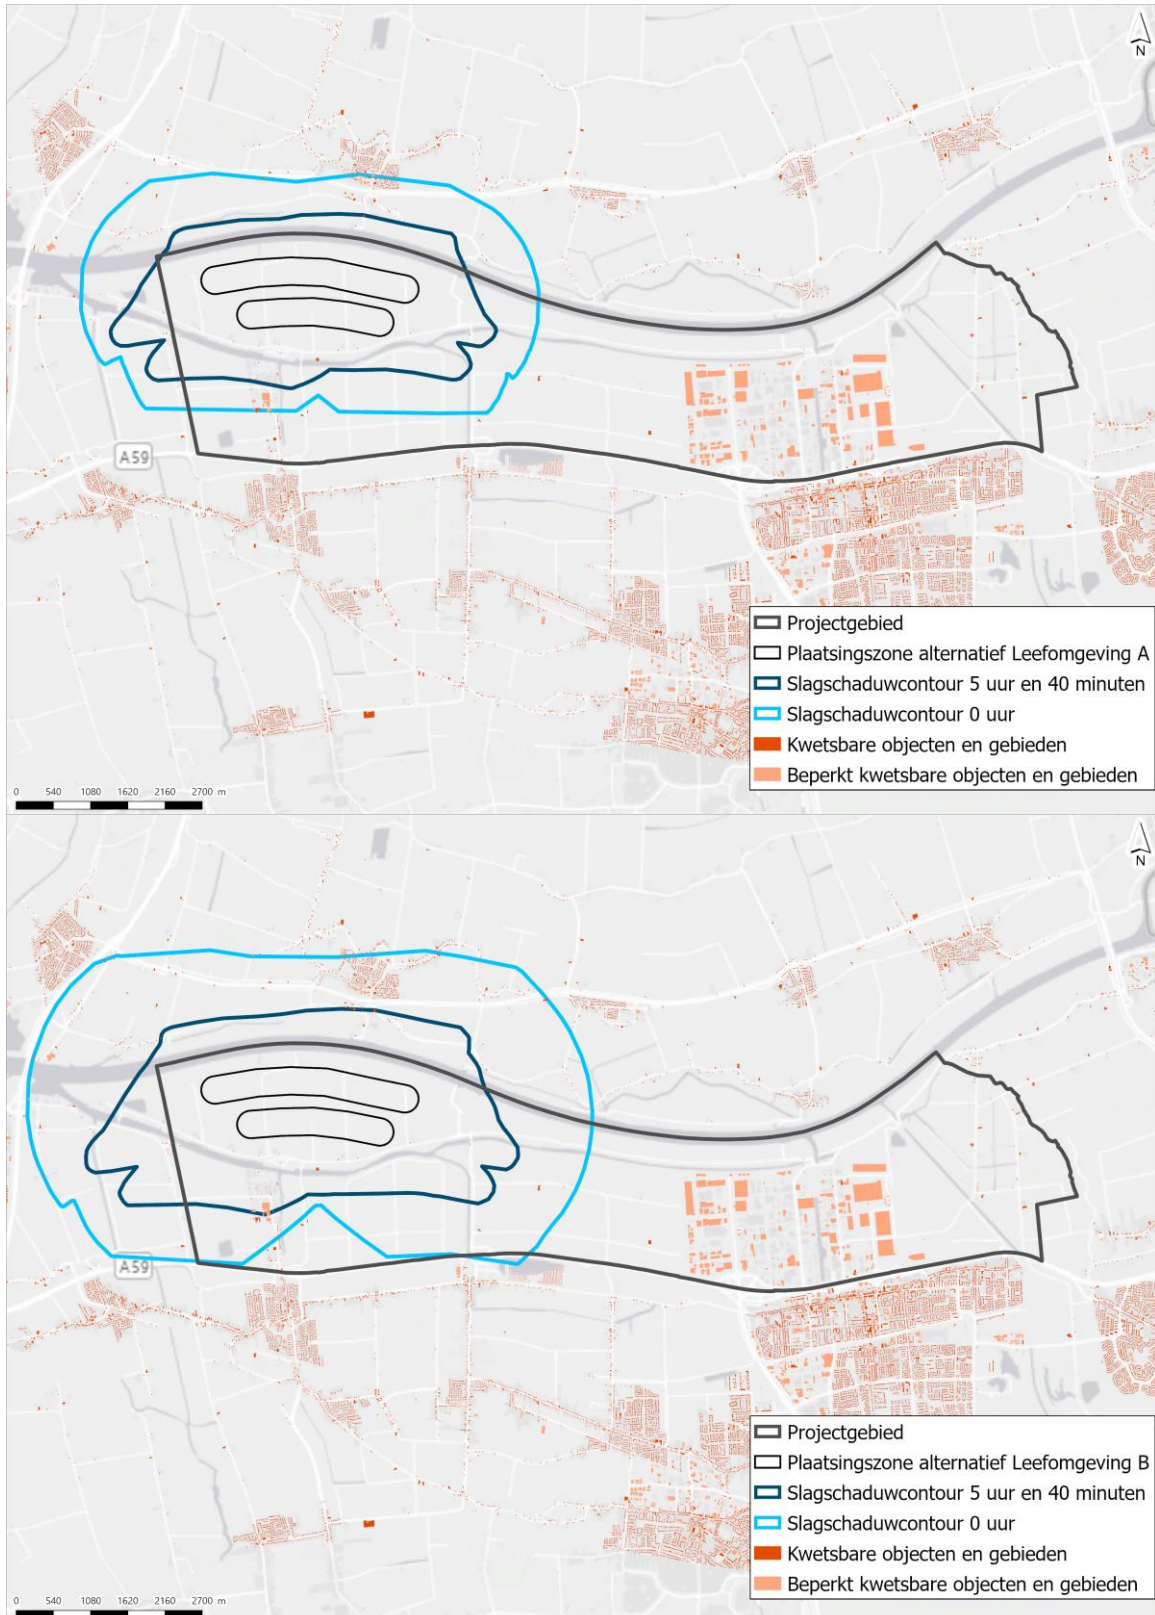 N
A59
Projectgebied
Plaatsingszone alternatief Leefomgeving A
Slagschaduwcontour 5 uur en 40 minuten
Slagschaduwcontour 0 uur
Kwetsbare objecten en gebieden
Beperkt kwetsbare objecten en gebieden
0 540 1080 1620 2160 2700 m
N
A59
Projectgebied
Plaatsingszone alternatief Leefomgeving B
Slagschaduwcontour 5 uur en 40 minuten
Slagschaduwcontour 0 uur
Kwetsbare objecten en gebieden
Beperkt kwetsbare objecten en gebieden
0 540 1080 1620 2160 2700 m